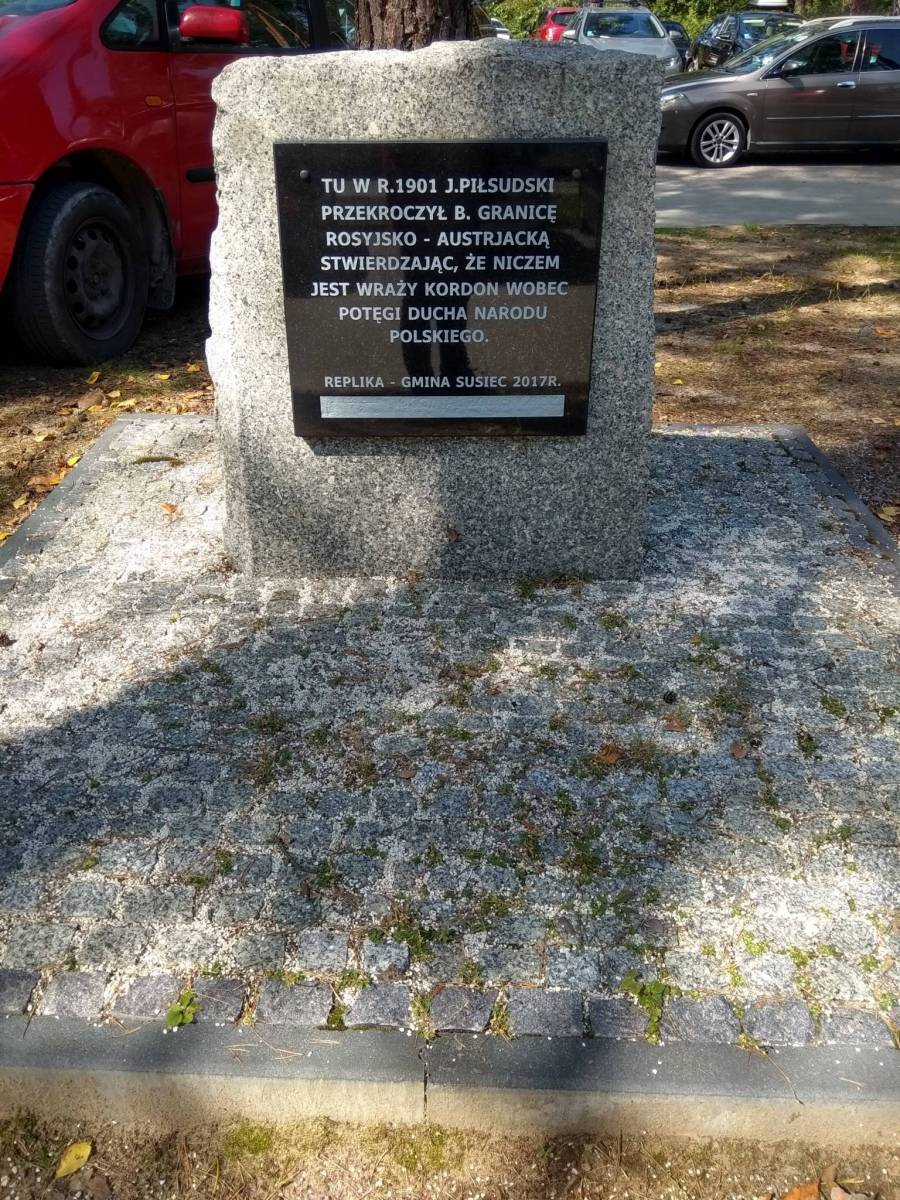 TU W R.1901 J.PIŁSUDSKI
PRZEKROCZYŁ B. GRANICĘ
ROSYJSKO - AUSTRJACKĄ
STWIERDZAJĄC, ŻE NICZEM
JEST WRAŻY KORDON WOBEC
POTĘGI DUCHA NARODU
POLSKIEGO.
REPLIKA - GMINA SUSIEC 2017R.